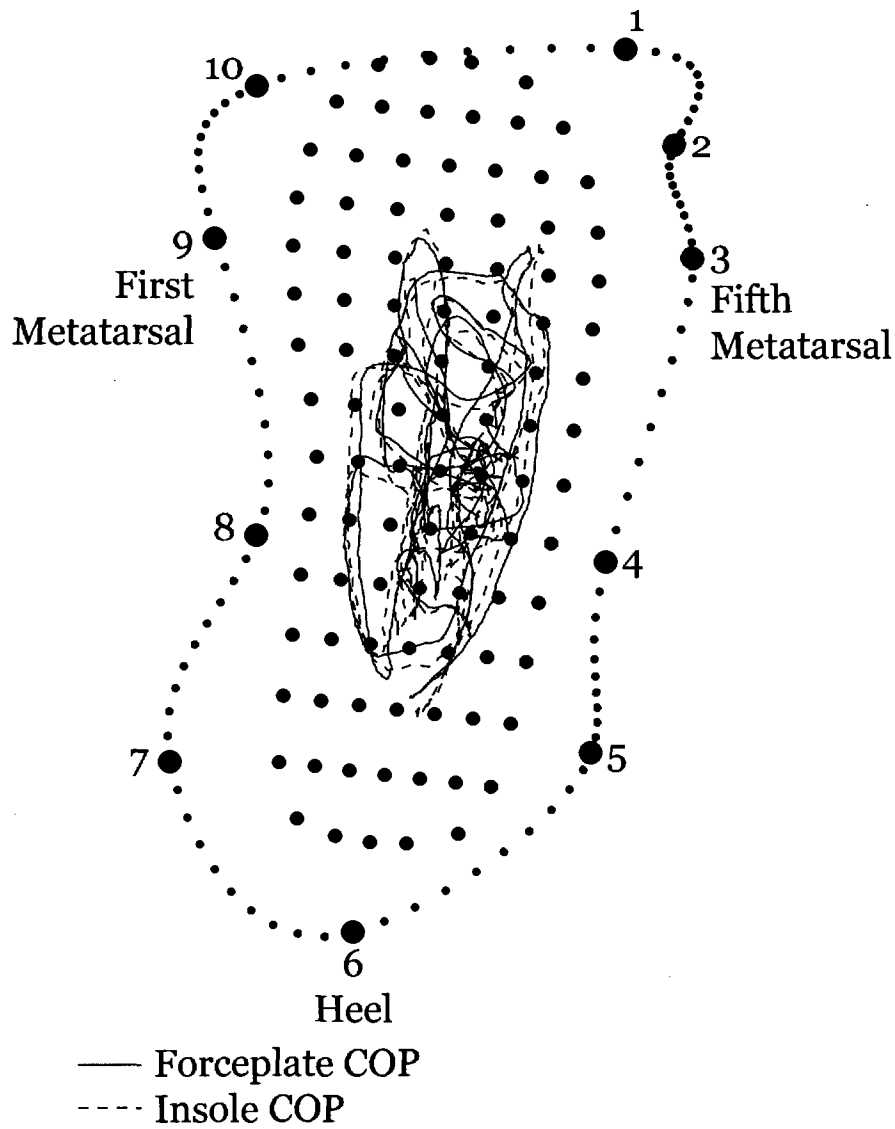 1
10
2
9
3
First
Metatarsal
Fifth
Metatarsal
8
4
7
5
6
Heel
Forceplate COP
Insole COP